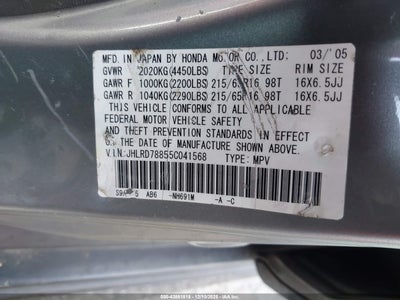 MFD. IN JAPAN BY HONDA MOTOR CO., LTD: 03/ 05
GVWR 2020KG(4450LBS) TYPE SIZE RIM SIZE
GAWR F 1000KG(2200LBS) 215/65R16 98T 16X6.5JJ
GAWR R 1040KG(2290LBS) 215/65R16 98T 16X6.5JJ
THIS VEHICLE CONFORMS TO ALL APPLICABLE
FEDERAL MOTOR VEHICLE SAFETY
AND THEFT PREVENTION STANDARDS IN EFFECT
ON THE DATE OF MANUFACTURE SHOWN ABOVE.
V.I.N: JHLRD78855C041568 TYPE: MPV
AB6 -NH691M -A -C